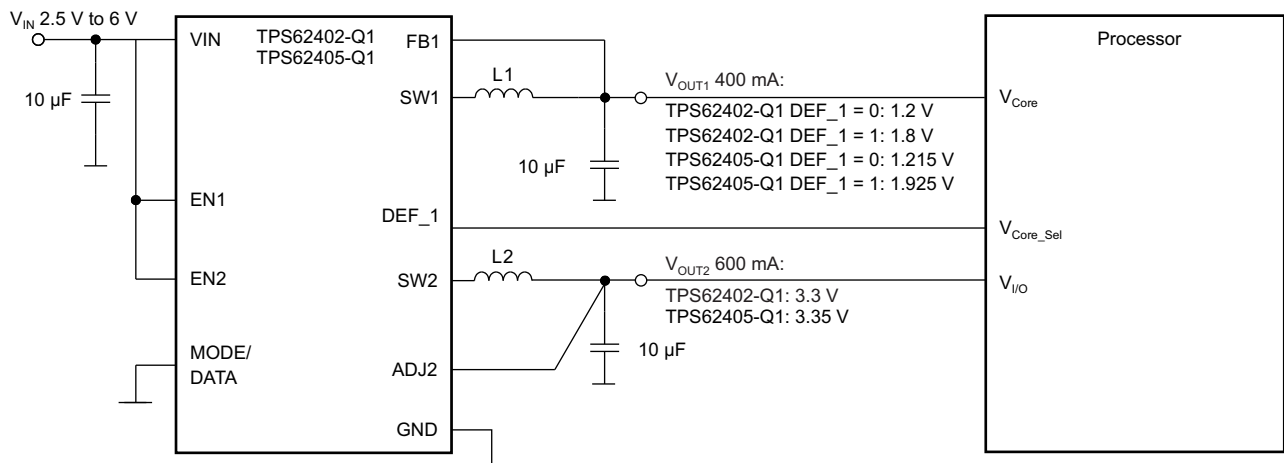 V_IN 2.5 V to 6 V
10 µF
VIN
TPS62402-Q1
TPS62405-Q1
FB1
L1
SW1
V_OUT1 400 mA:
TPS62402-Q1 DEF_1 = 0: 1.2 V
TPS62402-Q1 DEF_1 = 1: 1.8 V
TPS62405-Q1 DEF_1 = 0: 1.215 V
TPS62405-Q1 DEF_1 = 1: 1.925 V
10 µF
Processor
V_Core
EN1
DEF_1
V_Core_Sel
EN2
L2
SW2
V_OUT2 600 mA:
TPS62402-Q1: 3.3 V
TPS62405-Q1: 3.35 V
V_I/O
10 µF
MODE/
DATA
ADJ2
GND